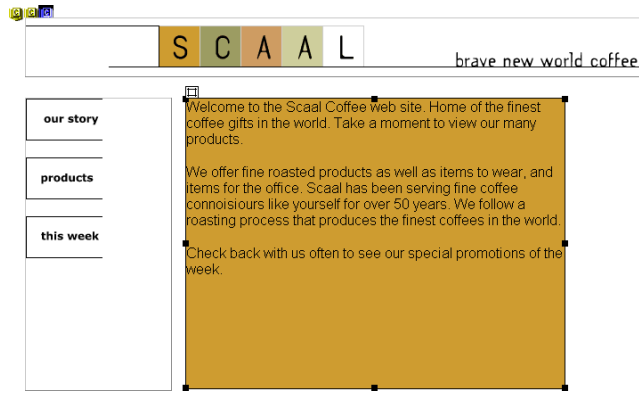 SCAAL
brave new world coffee
our story
products
this week
Welcome to the Scaal Coffee web site. Home of the finest
coffee gifts in the world. Take a moment to view our many
products.
We offer fine roasted products as well as items to wear, and
items for the office. Scaal has been serving fine coffee
connoisiours like yourself for over 50 years. We follow a
roasting process that produces the finest coffees in the world.
Check back with us often to see our special promotions of the
week.